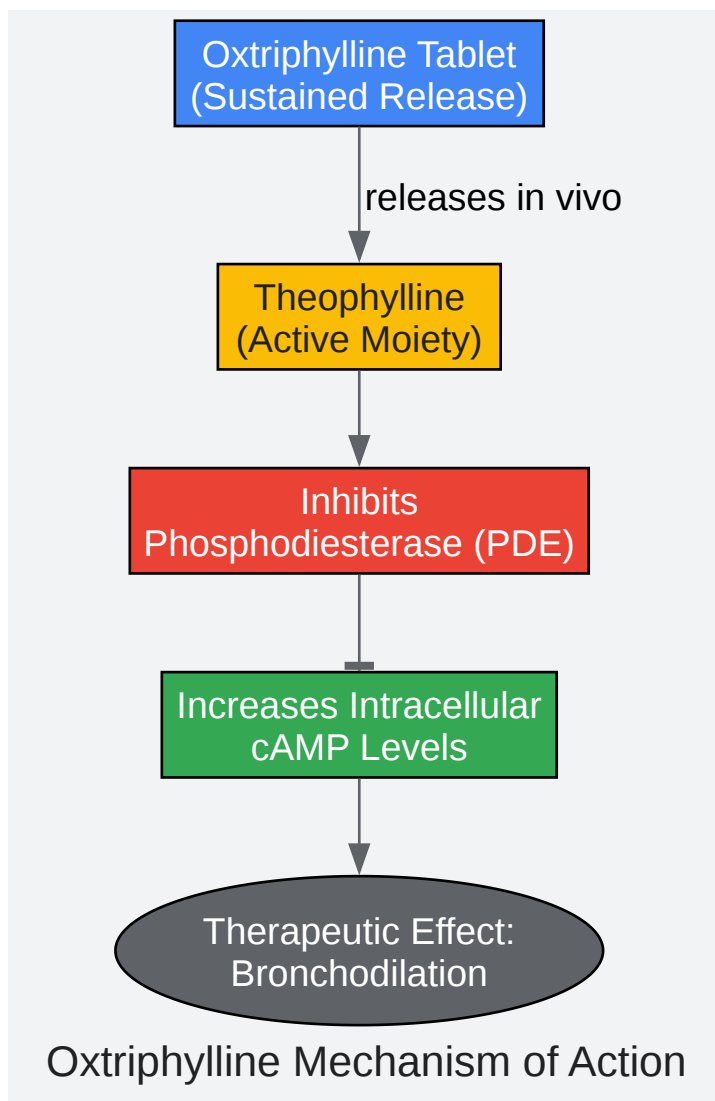 Oxtriphylline Tablet
(Sustained Release)
releases in vivo
Theophylline
(Active Moiety)
Inhibits
Phosphodiesterase (PDE)
Increases Intracellular
cAMP Levels
Therapeutic Effect:
Bronchodilation
Oxtriphylline Mechanism of Action